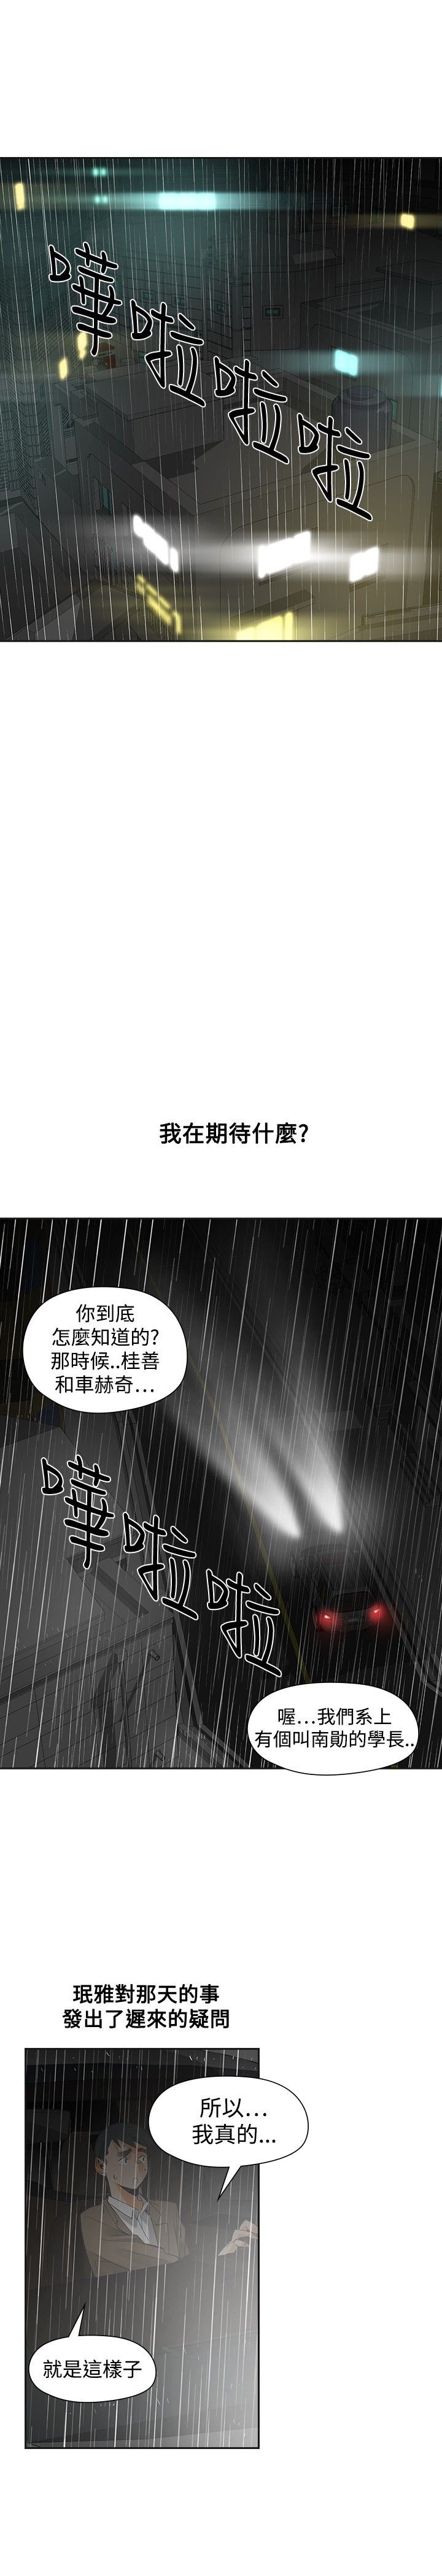 嘩啦啦啦
我在期待什麼?
你到底
怎麼知道的?
那時候..桂善
和車赫奇...
嘩啦啦
喔...我們系上
有個叫南勛的學長..
珉雅對那天的事
發出了遲來的疑問
所以...
我真的...
就是這樣子